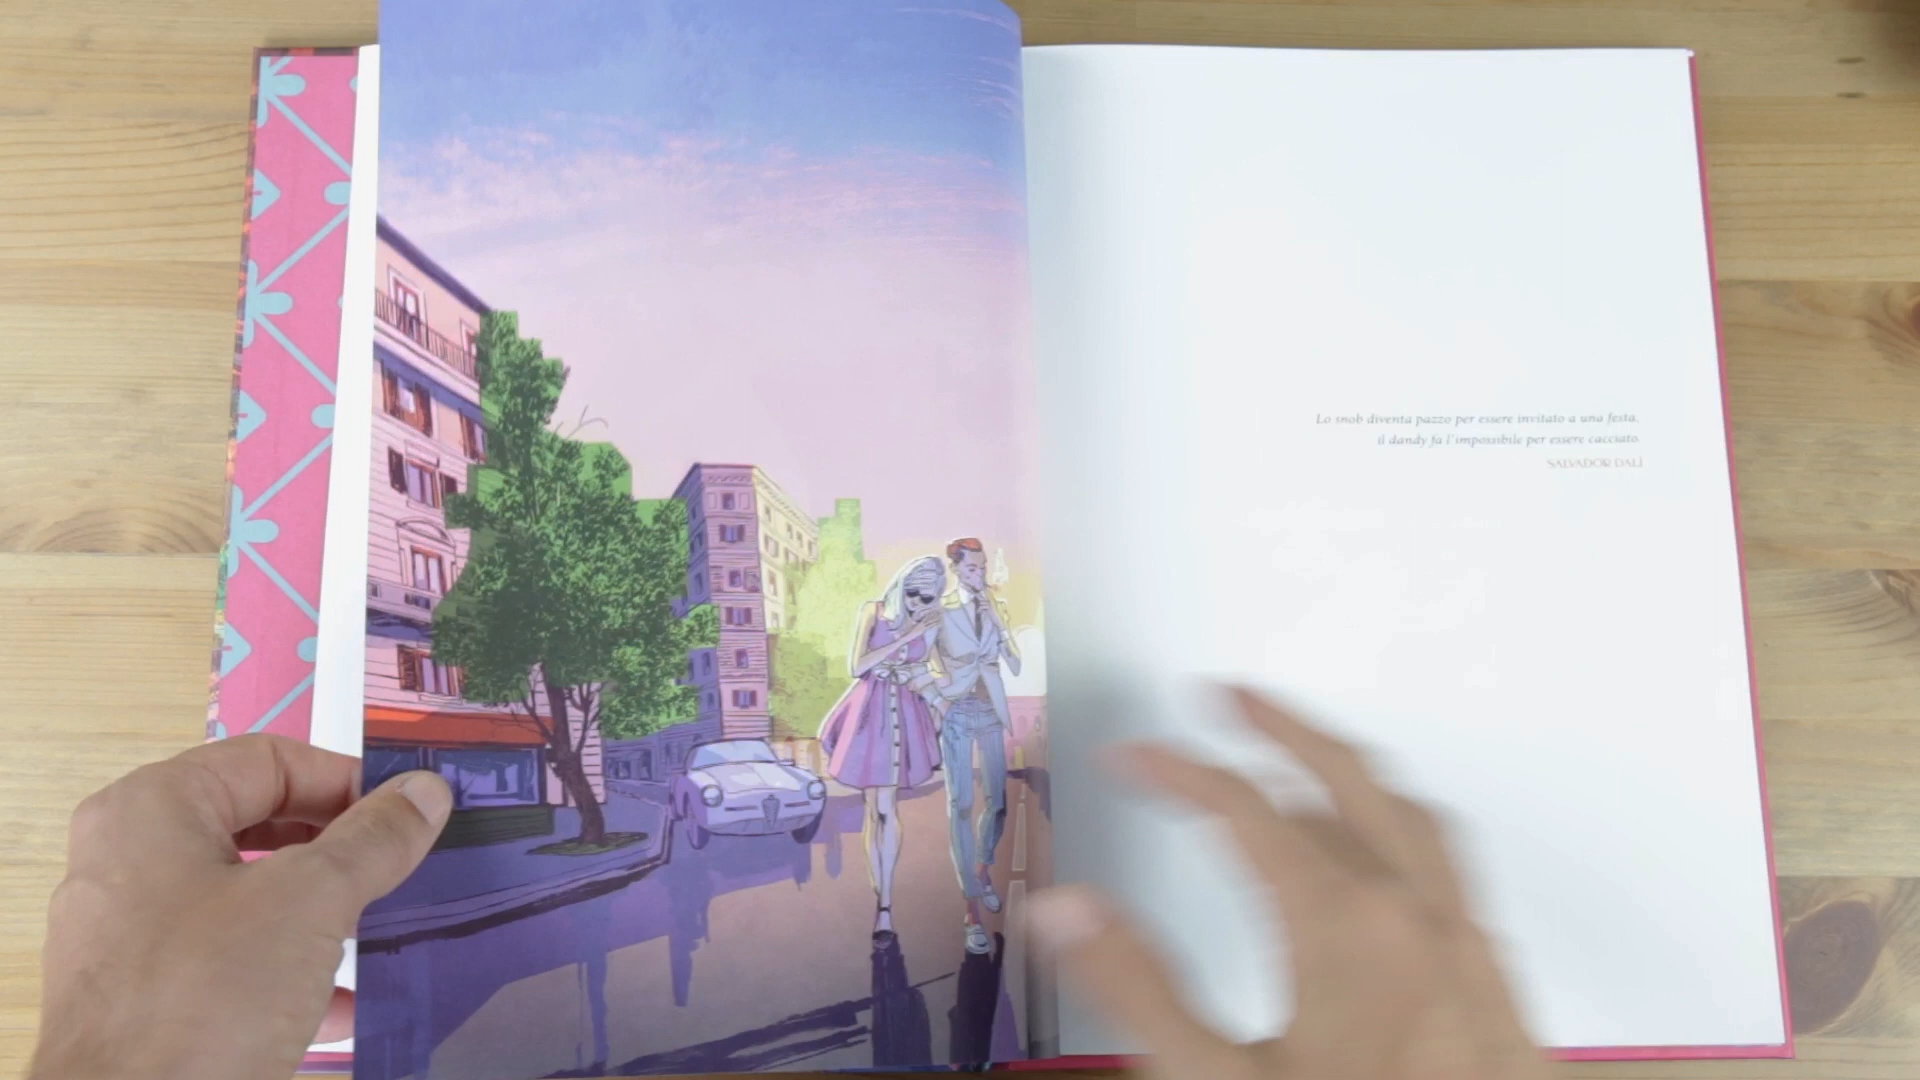 Lo snob diventa pazzo per essere invitato a una festa,
il dandy fa l'impossibile per essere cacciato.
SALVADOR DALÍ